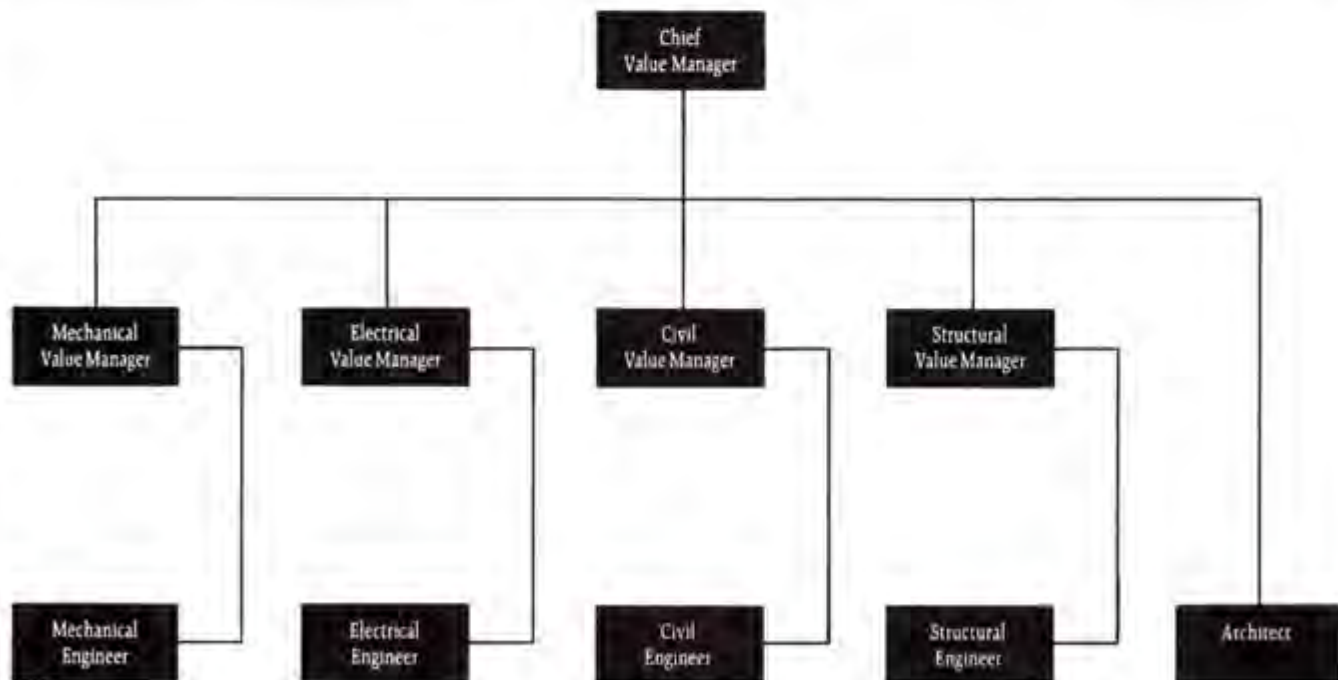 Chief
Value Manager
Mechanical
Value Manager
Electrical
Value Manager
Civil
Value Manager
Structural
Value Manager
Mechanical
Engineer
Electrical
Engineer
Civil
Engineer
Structural
Engineer
Architect